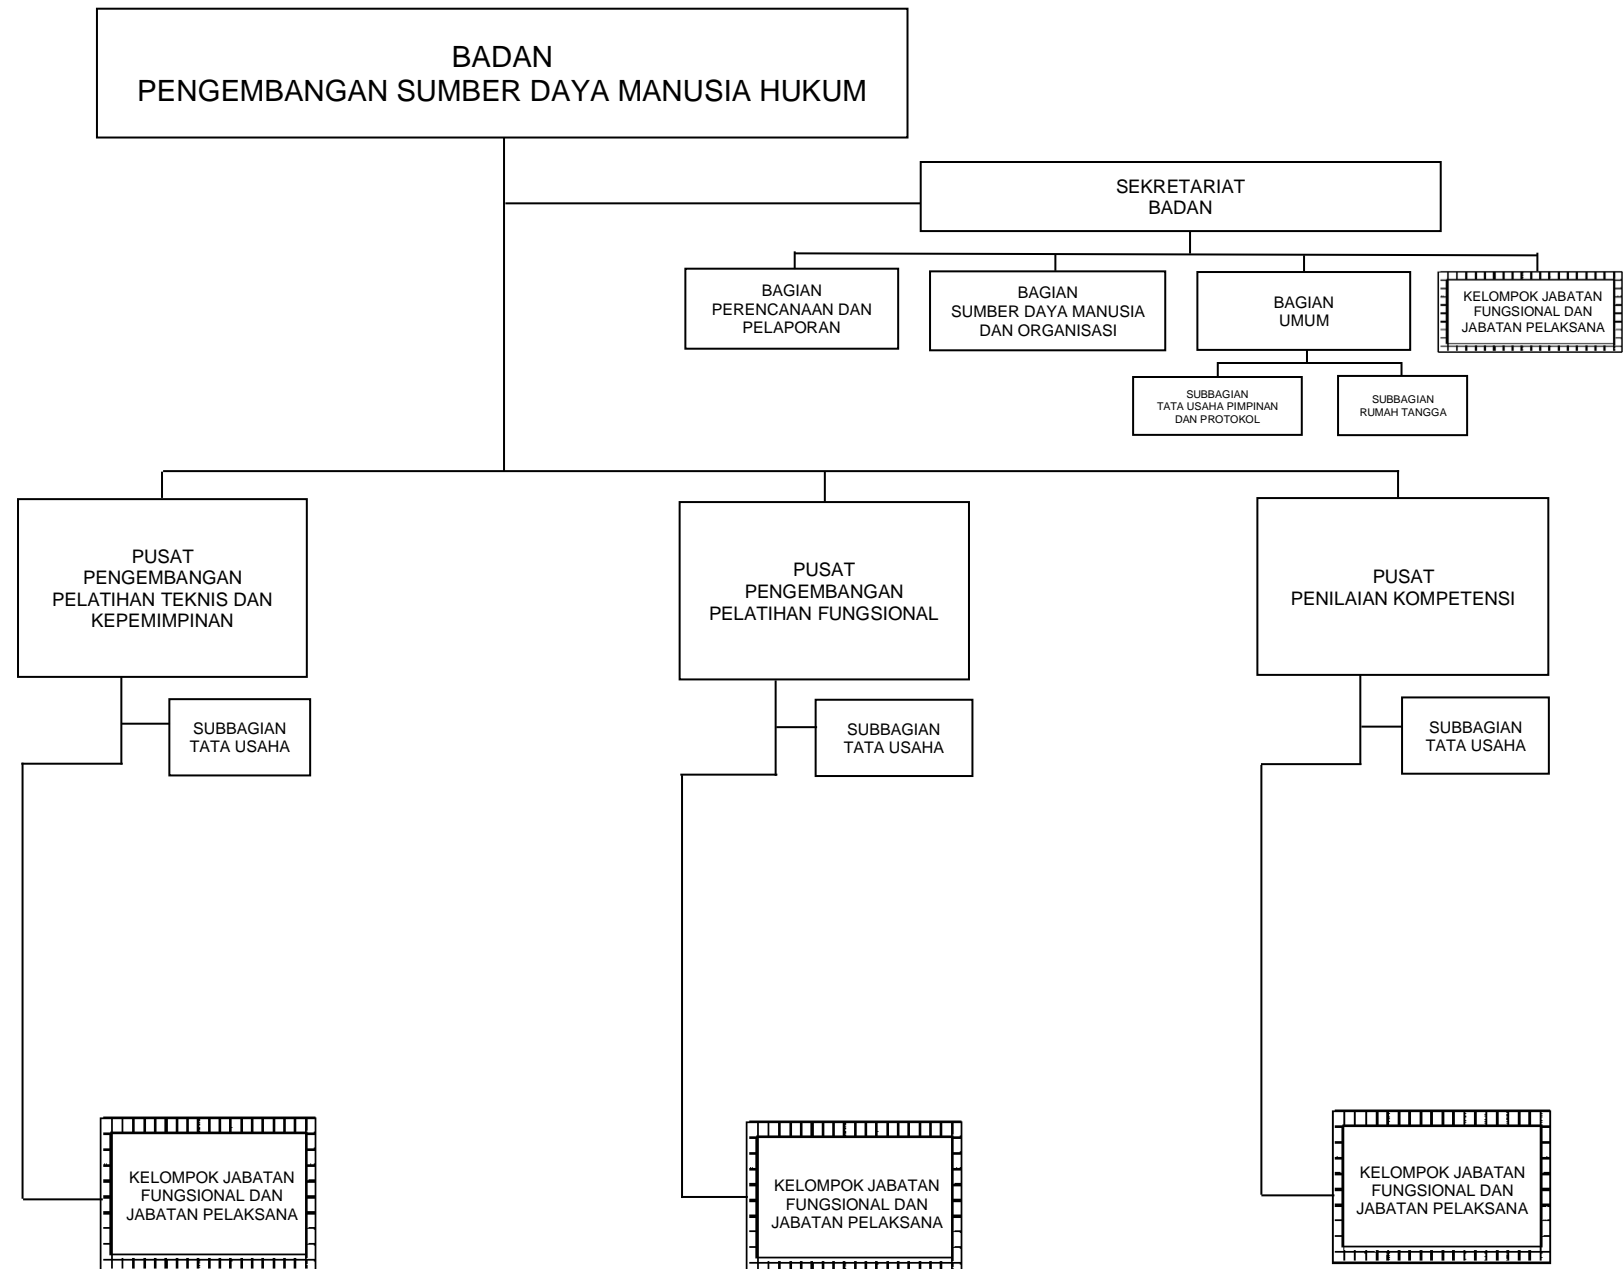 BADAN
PENGEMBANGAN SUMBER DAYA MANUSIA HUKUM
SEKRETARIAT
BADAN
BAGIAN
PERENCANAAN DAN
PELAPORAN
BAGIAN
SUMBER DAYA MANUSIA
DAN ORGANISASI
BAGIAN
UMUM
KELOMPOK JABATAN
FUNGSIONAL DAN
JABATAN PELAKSANA
SUBBAGIAN
TATA USAHA PIMPINAN
DAN PROTOKOL
SUBBAGIAN
RUMAH TANGGA
PUSAT
PENGEMBANGAN
PELATIHAN TEKNIS DAN
KEPEMIMPINAN
PUSAT
PENGEMBANGAN
PELATIHAN FUNGSIONAL
PUSAT
PENILAIAN KOMPETENSI
SUBBAGIAN
TATA USAHA
SUBBAGIAN
TATA USAHA
SUBBAGIAN
TATA USAHA
KELOMPOK JABATAN
FUNGSIONAL DAN
JABATAN PELAKSANA
KELOMPOK JABATAN
FUNGSIONAL DAN
JABATAN PELAKSANA
KELOMPOK JABATAN
FUNGSIONAL DAN
JABATAN PELAKSANA